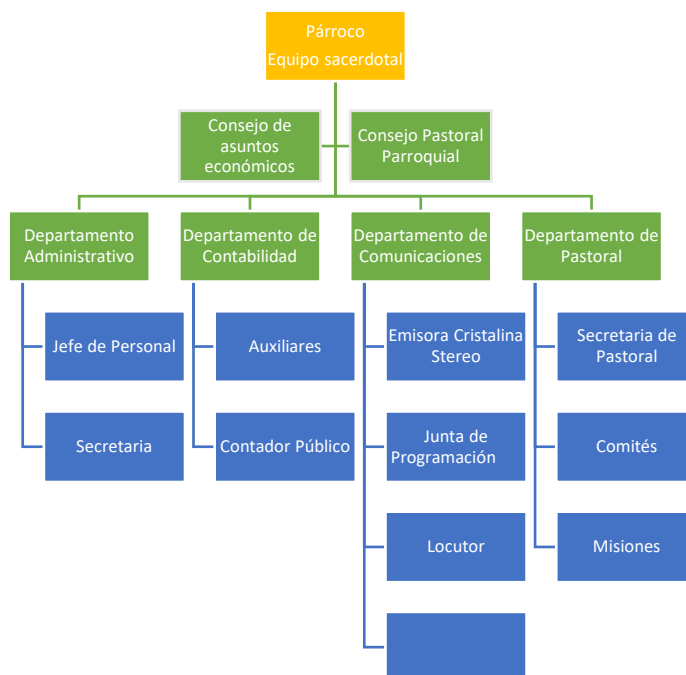 Párroco
Equipo sacerdotal
Consejo de
asuntos
económicos
Consejo Pastoral
Parroquial
Departamento
Administrativo
Departamento de
Contabilidad
Departamento de
Comunicaciones
Departamento de
Pastoral
Jefe de Personal
Auxiliares
Emisora Cristalina
Stereo
Secretaria de
Pastoral
Secretaria
Contador Público
Junta de
Programación
Comités
Locutor
Misiones